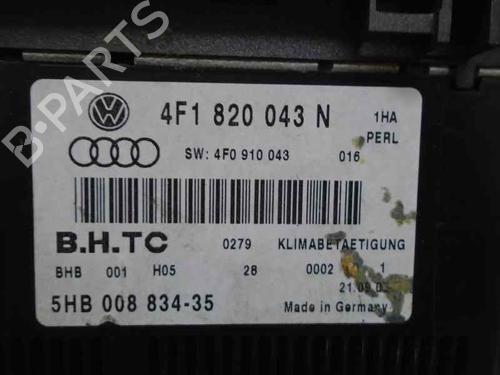 B-PARTS
4F1 820 043 N 1HA
PERL
SW: 4F0 910 043 016
B.H.TC 0279 KLIMABETAETIGUNG
BHB 001 H05 28 0002 1
5HB 008 834-35 Made in Germany